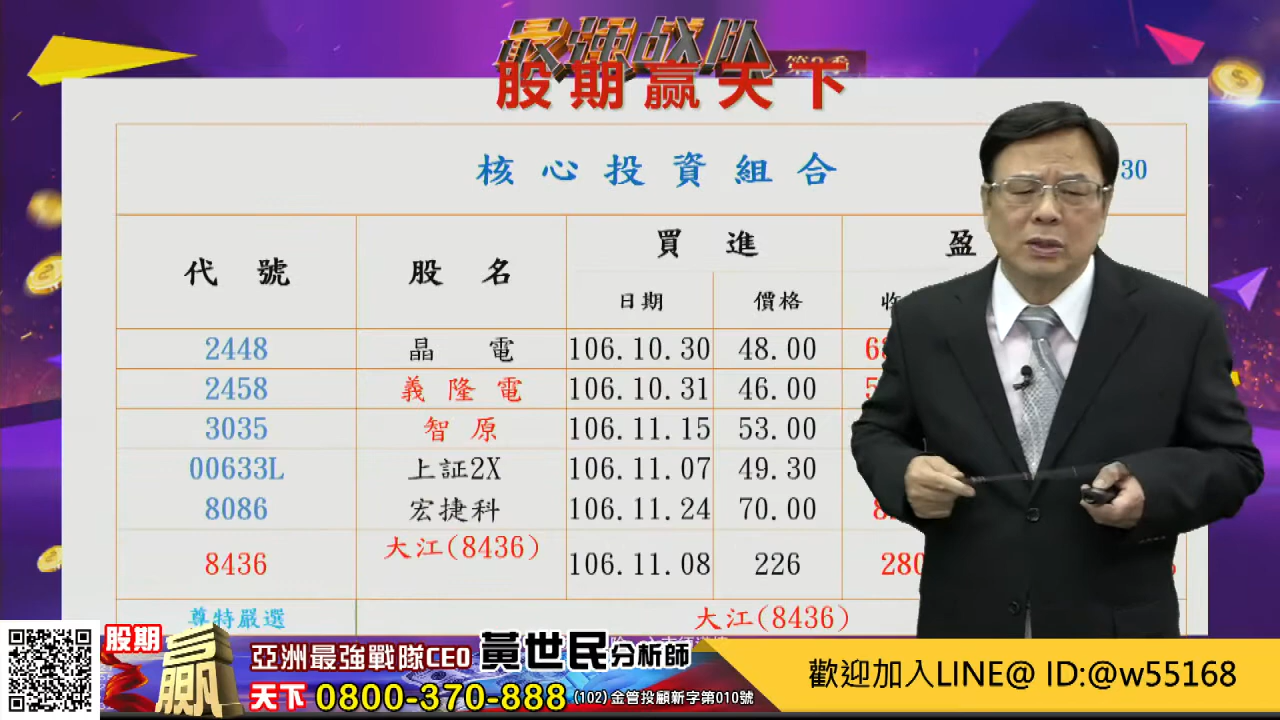 最強战队
股期赢天下
核心投資組合
30
代號 股名 買進 盈
日期 價格 收
2448 晶電 106.10.30 48.00
2458 義隆電 106.10.31 46.00
3035 智原 106.11.15 53.00
00633L 上証2X 106.11.07 49.30
8086 宏捷科 106.11.24 70.00
8436 大江(8436) 106.11.08 226 280
尊特嚴選 大江(8436)
股期
贏
天下
亞洲最強戰隊CEO 黃世民分析師
0800-370-888 (102)金管投顧新字第010號
歡迎加入LINE@ ID:@w55168